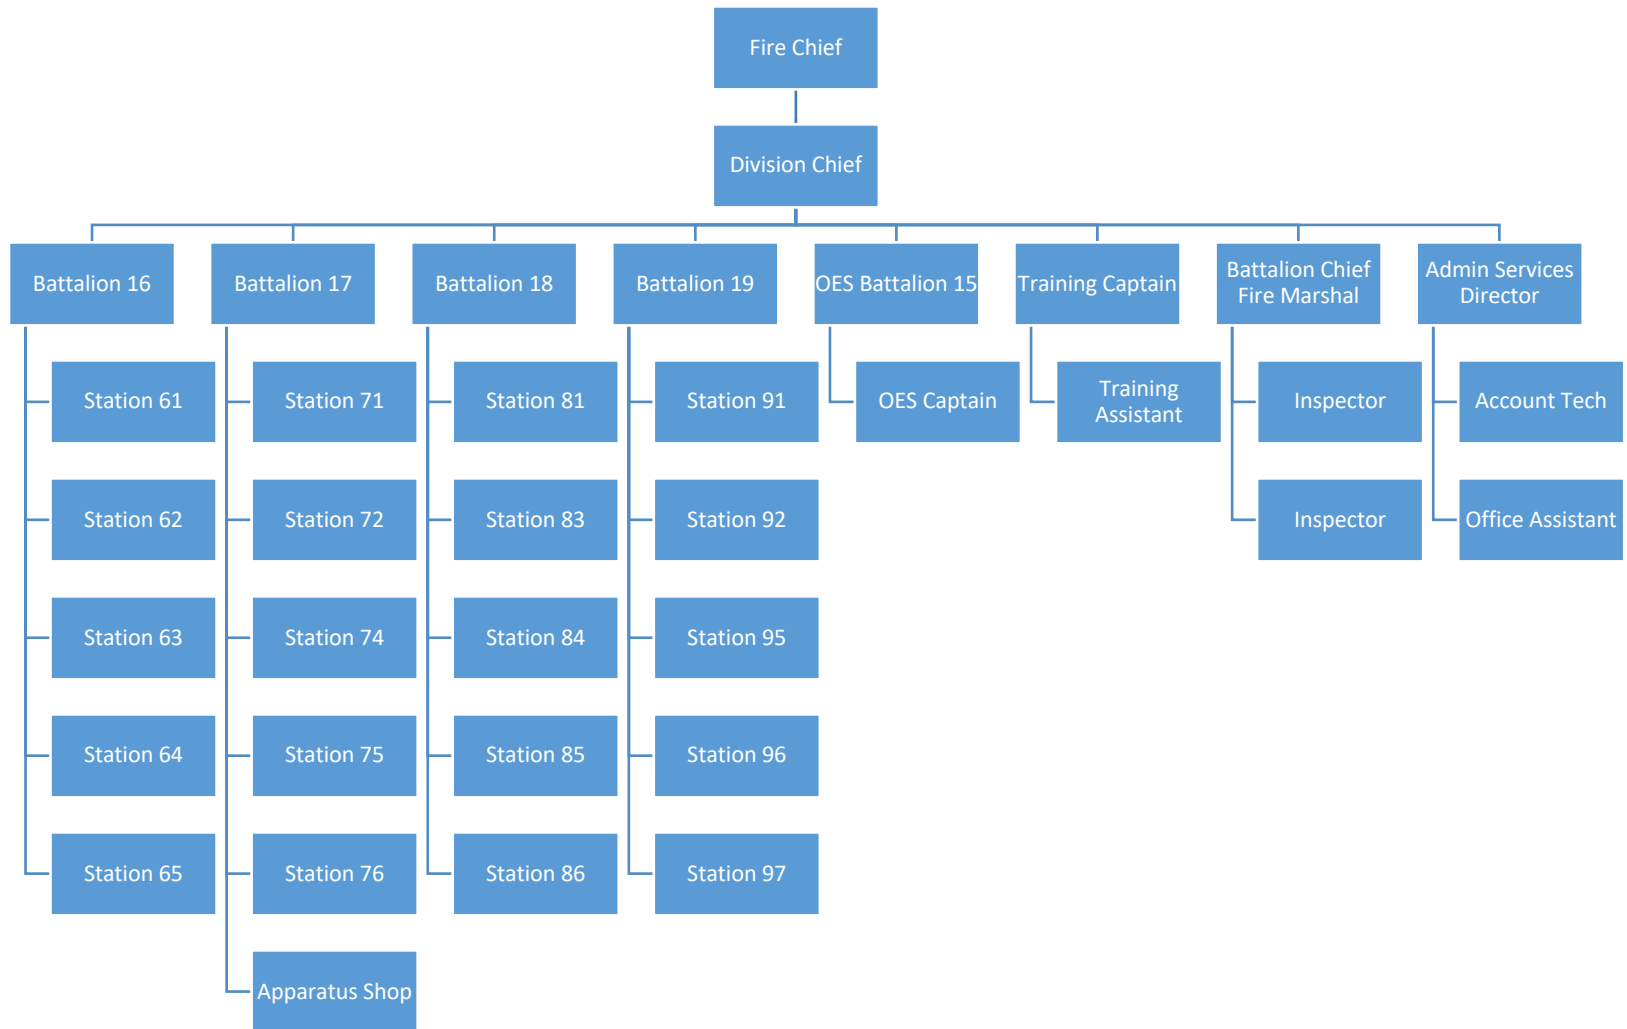 Fire Chief
Division Chief
Battalion 16
Battalion 17
Battalion 18
Battalion 19
OES Battalion 15
Training Captain
Battalion Chief
Fire Marshal
Admin Services
Director
Station 61
Station 71
Station 81
Station 91
OES Captain
Training
Assistant
Inspector
Account Tech
Station 62
Station 72
Station 83
Station 92
Inspector
Office Assistant
Station 63
Station 74
Station 84
Station 95
Station 64
Station 75
Station 85
Station 96
Station 65
Station 76
Station 86
Station 97
Apparatus Shop